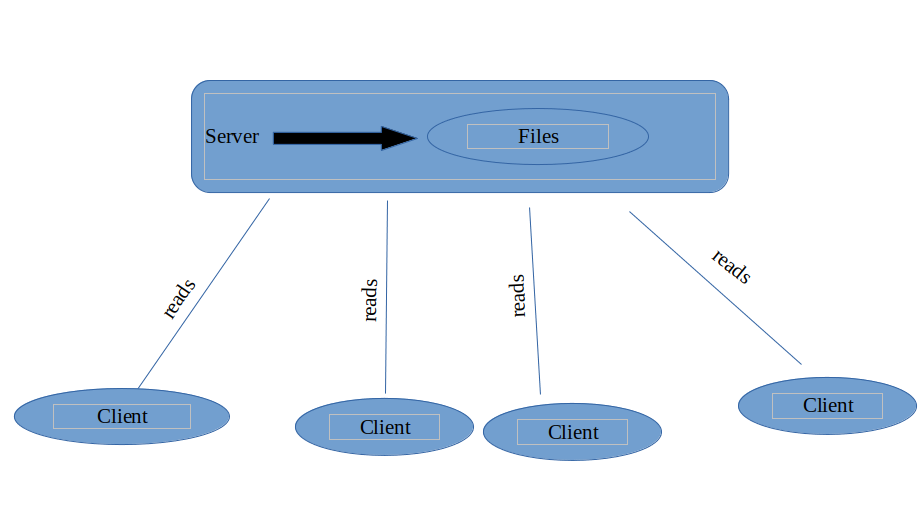 Server
Files
reads
reads
reads
reads
Client
Client
Client
Client